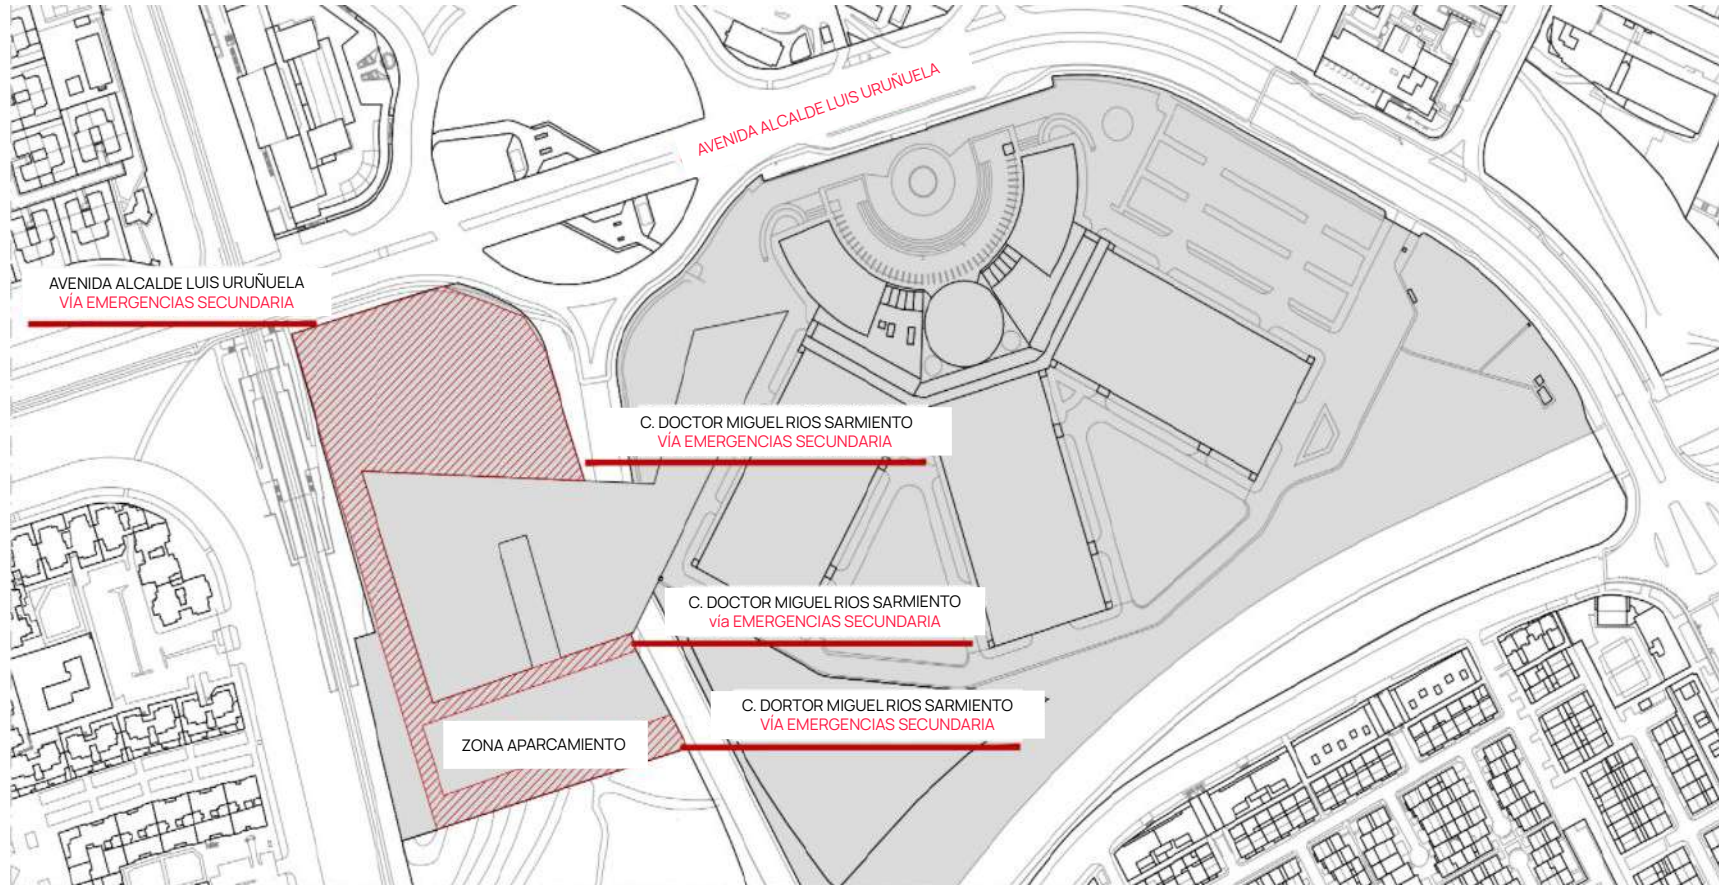 AVENIDA ALCALDE LUIS URUÑUELA
AVENIDA ALCALDE LUIS URUÑUELA
VÍA EMERGENCIAS SECUNDARIA
C. DOCTOR MIGUEL RIOS SARMIENTO
VÍA EMERGENCIAS SECUNDARIA
C. DOCTOR MIGUEL RIOS SARMIENTO
vía EMERGENCIAS SECUNDARIA
C. DORTOR MIGUEL RIOS SARMIENTO
VÍA EMERGENCIAS SECUNDARIA
ZONA APARCAMIENTO